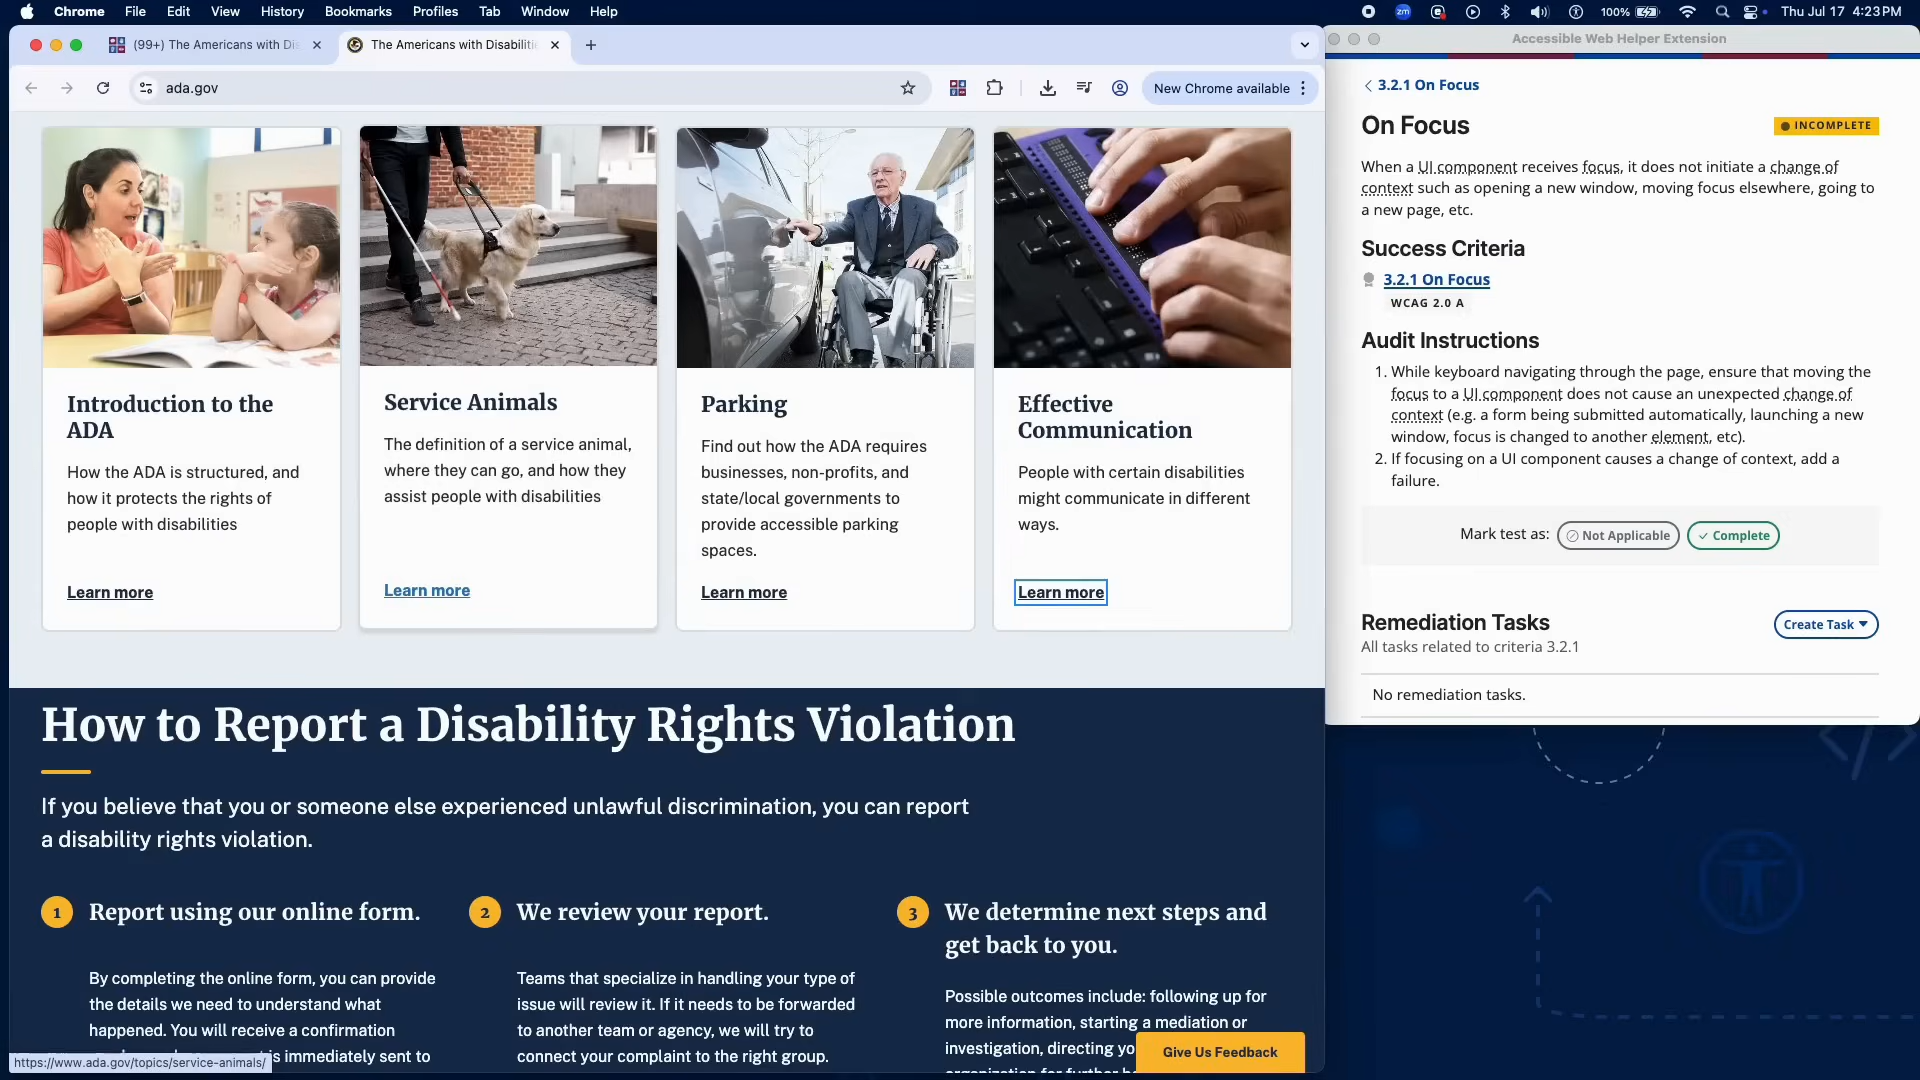 Chrome File Edit View History Bookmarks Profiles Tab Window Help
zm 100% Thu Jul 17 4:23 PM
(99+) The Americans with Dis
The Americans with Disabiliti
ada.gov
New Chrome available
Introduction to the
ADA
How the ADA is structured, and
how it protects the rights of
people with disabilities
Learn more
Service Animals
The definition of a service animal,
where they can go, and how they
assist people with disabilities
Learn more
Parking
Find out how the ADA requires
businesses, non-profits, and
state/local governments to
provide accessible parking
spaces.
Learn more
Effective
Communication
People with certain disabilities
might communicate in different
ways.
Learn more
How to Report a Disability Rights Violation
If you believe that you or someone else experienced unlawful discrimination, you can report
a disability rights violation.
1 Report using our online form.
By completing the online form, you can provide
the details we need to understand what
happened. You will receive a confirmation
is immediately sent to
2 We review your report.
Teams that specialize in handling your type of
issue will review it. If it needs to be forwarded
to another team or agency, we will try to
connect your complaint to the right group.
3 We determine next steps and
get back to you.
Possible outcomes include: following up for
more information, starting a mediation or
investigation, directing yo
Give Us Feedback
https://www.ada.gov/topics/service-animals/
Accessible Web Helper Extension
3.2.1 On Focus
On Focus
INCOMPLETE
When a UI component receives focus, it does not initiate a change of
context such as opening a new window, moving focus elsewhere, going to
a new page, etc.
Success Criteria
3.2.1 On Focus
WCAG 2.0 A
Audit Instructions
1. While keyboard navigating through the page, ensure that moving the
focus to a UI component does not cause an unexpected change of
context (e.g. a form being submitted automatically, launching a new
window, focus is changed to another element, etc).
2. If focusing on a UI component causes a change of context, add a
failure.
Mark test as: Not Applicable Complete
Remediation Tasks
Create Task
All tasks related to criteria 3.2.1
No remediation tasks.